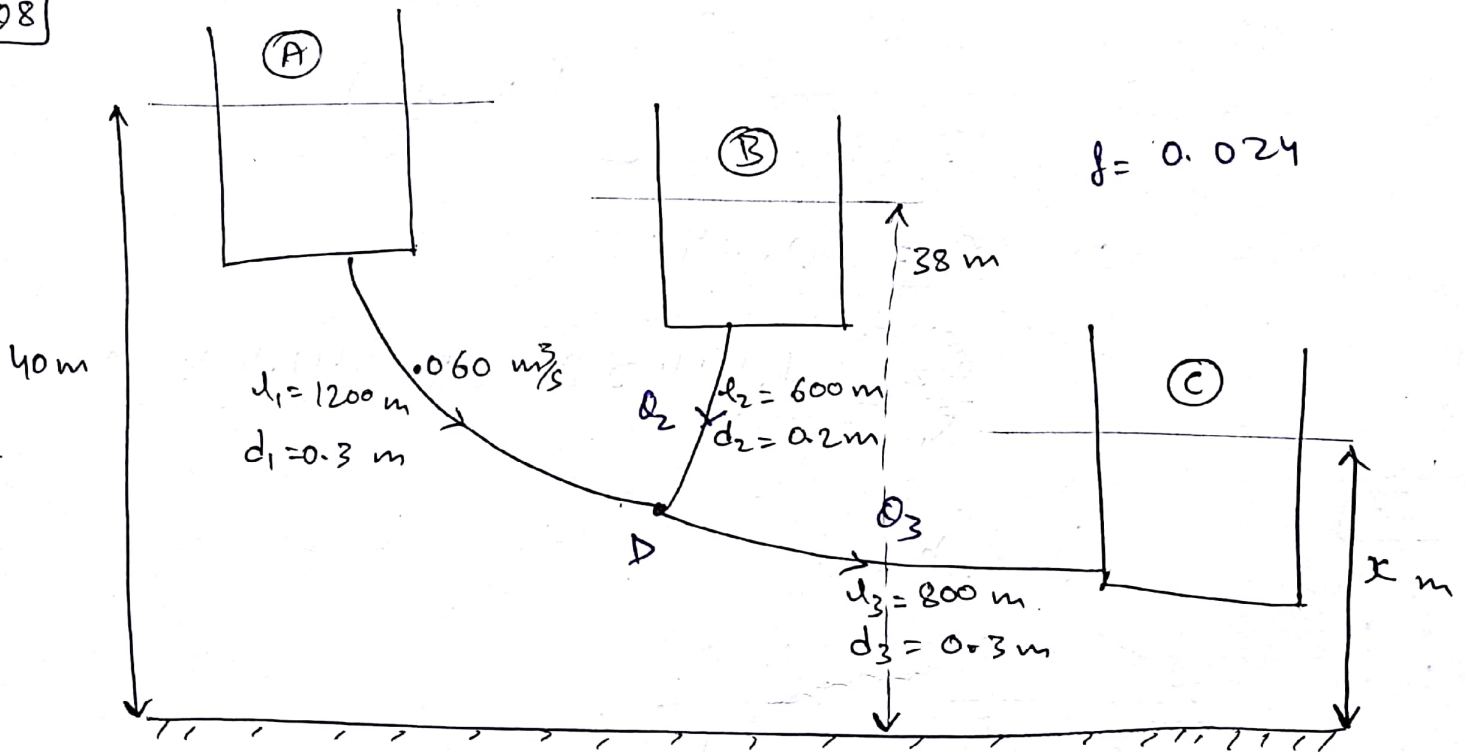 08
A
B
f = 0.024
38 m
40 m
.060 m³/s
l₁ = 1200 m
d₁ = 0.3 m
Q₂
l₂ = 600 m
d₂ = 0.2 m
C
D
Q₃
l₃ = 800 m.
d₃ = 0.3 m
x m